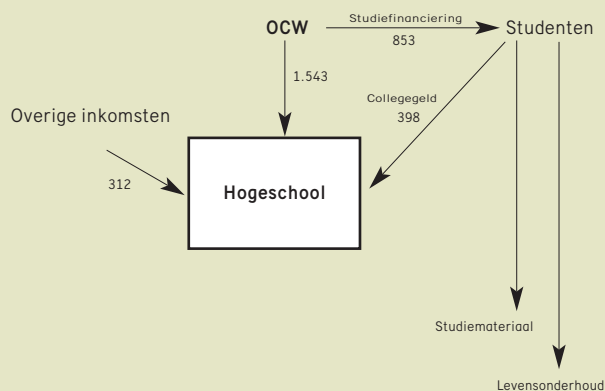 OCW
Studiefinanciering
853
Studenten
1.543
Collegegeld
398
Overige inkomsten
312
Hogeschool
Studiemateriaal
Levensonderhoud